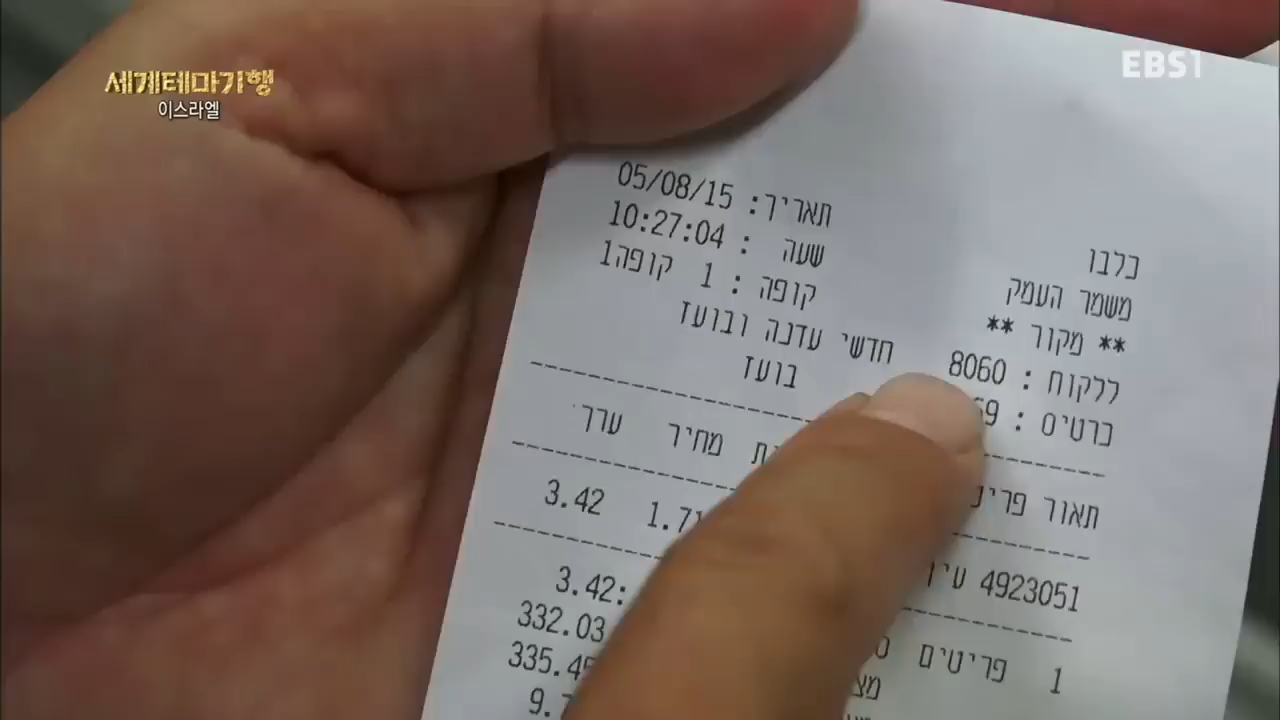 세계테마기행
이스라엘
EBS1
כלבו
משמר העמק
** מקור **
תאריך: 05/08/15
שעה : 10:27:04
קופה : 1 קופה1
ללקוח : 8060 חדשי עדנה ובועז
כרטיס : בועז
תאור מחיר ערך
4923051 3.42
3.42:
1 פריטים
332.03